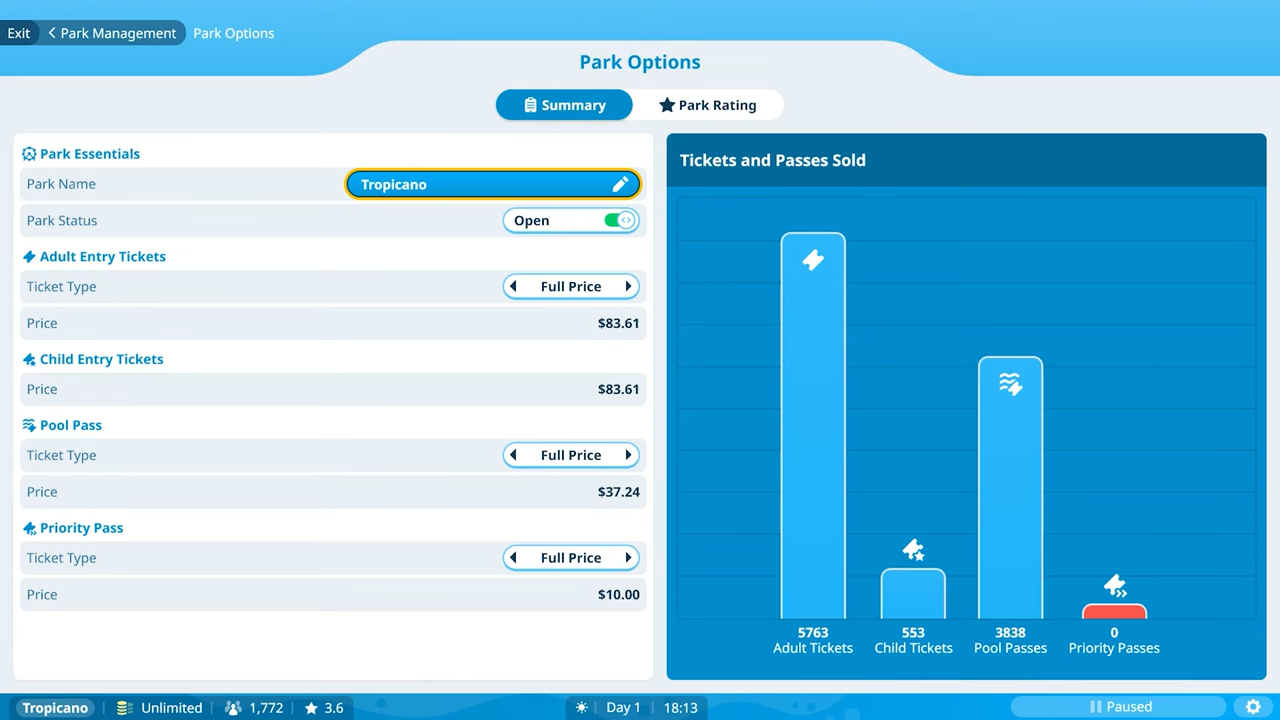 Exit
Park Management
Park Options
Park Options
Summary
Park Rating
Park Essentials
Park Name
Tropicano
Park Status
Open
Adult Entry Tickets
Ticket Type
Full Price
Price
$83.61
Child Entry Tickets
Price
$83.61
Pool Pass
Ticket Type
Full Price
Price
$37.24
Priority Pass
Ticket Type
Full Price
Price
$10.00
Tickets and Passes Sold
5763
Adult Tickets
553
Child Tickets
3838
Pool Passes
0
Priority Passes
Tropicano
Unlimited
1,772
3.6
Day 1
18:13
Paused